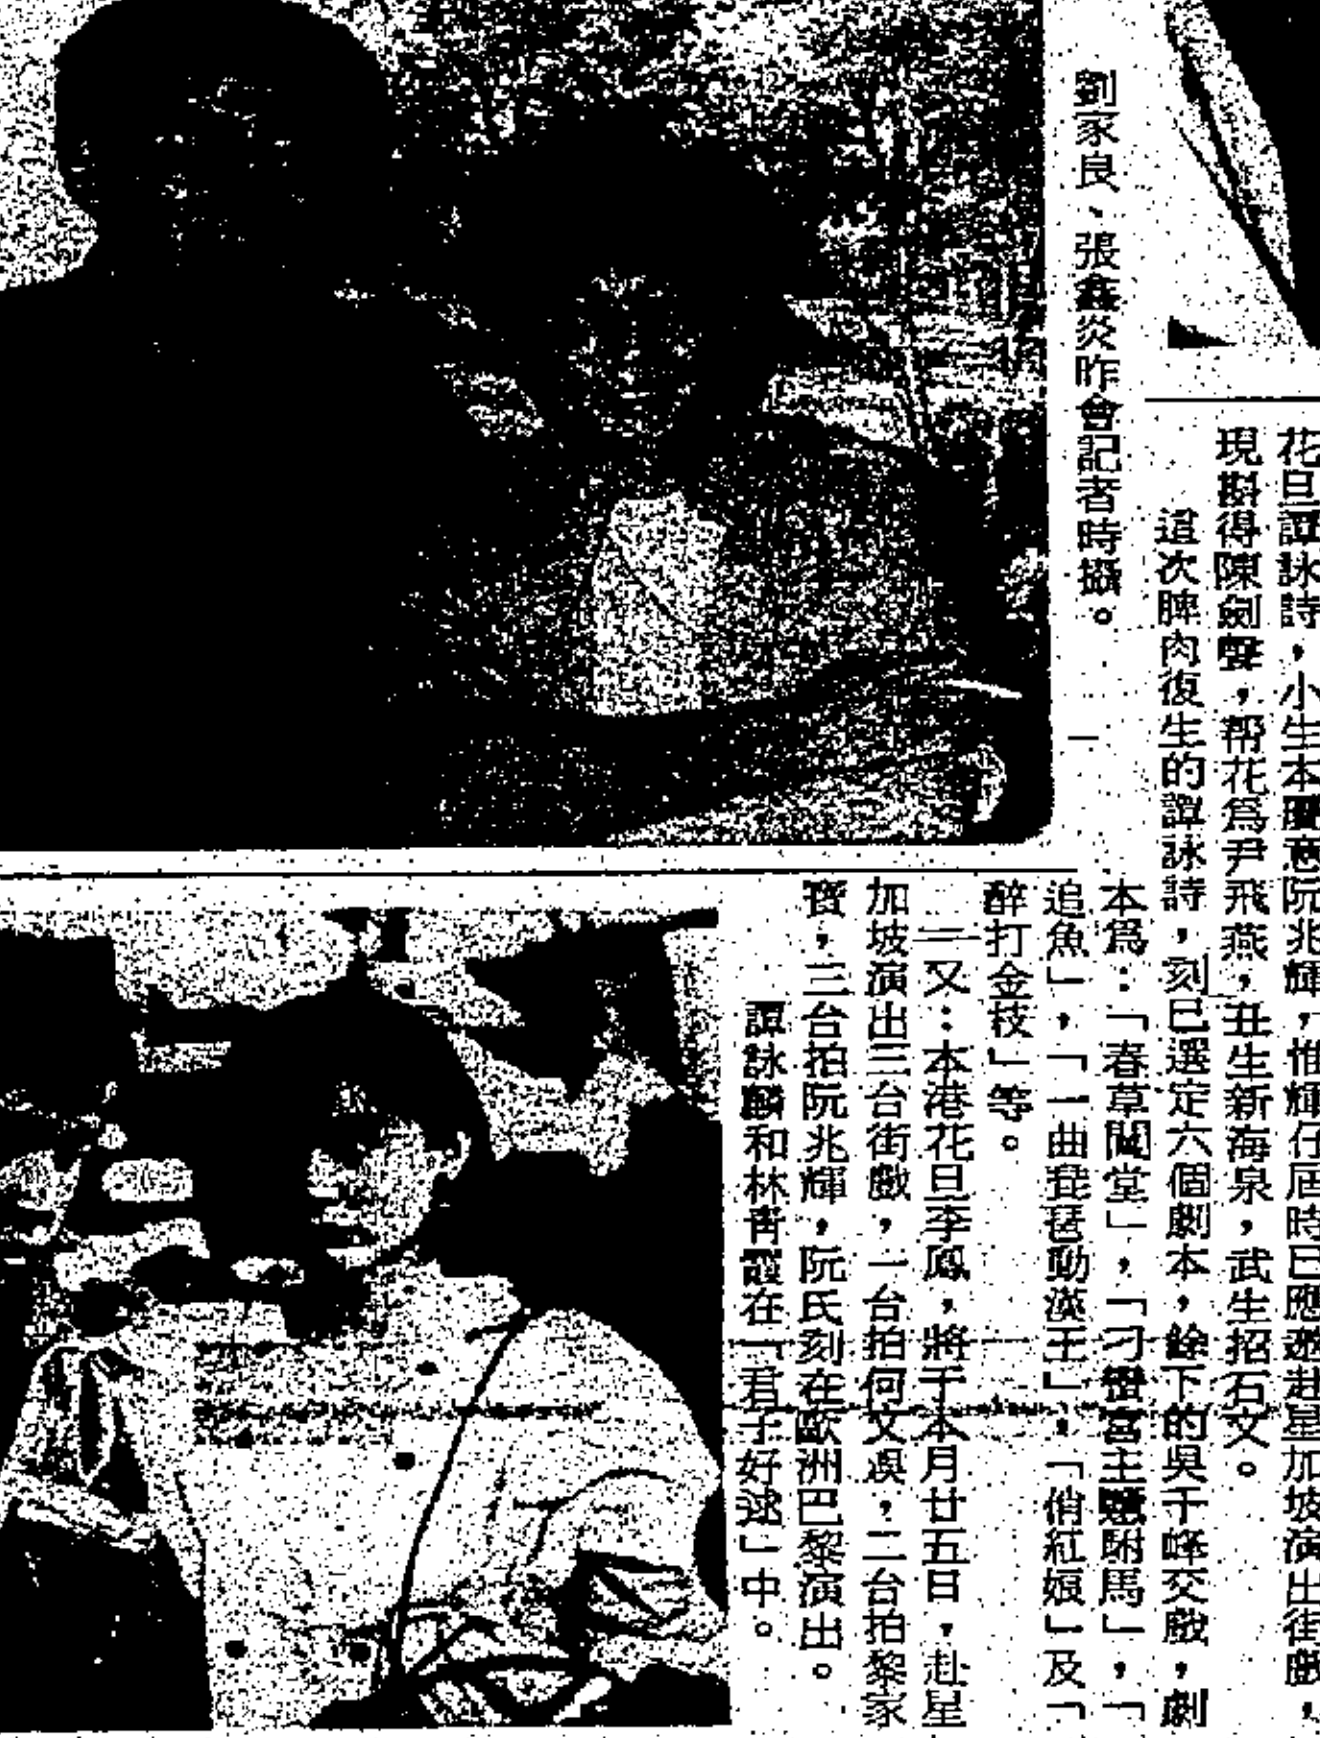 劉家良、張鑫炎昨會記者時攝。
花旦譚詠詩，小生本屬意阮兆輝，惟輝仔屆時已應邀赴星加坡演出街戲，
現斟得陳劍聲，幫花為尹飛燕，丑生新海泉，武生招石文。
這次脾肉復生的譚詠詩，刻已選定六個劇本，餘下的吳千峰交戲，劇
本爲：「春草闖堂」，「刁蠻宮主戇駙馬」，「
追魚」，「一曲琵琶動漢王」，「俏紅娘」及「
醉打金枝」等。
又：本港花旦李鳳，將于本月廿五日，赴星
加坡演出三台街戲，一台拍何文，二台拍黎家
寳，三台拍阮兆輝，阮氏刻在歐洲巴黎演出。
譚詠麟和林青霞在「君子好逑」中。